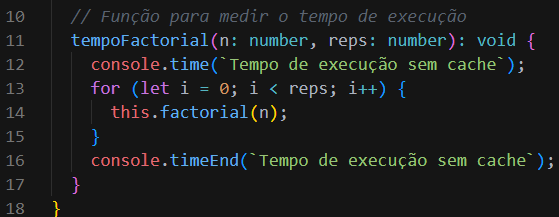 10 // Função para medir o tempo de execução
11 tempoFactorial(n: number, reps: number): void {
12 console.time(`Tempo de execução sem cache`);
13 for (let i = 0; i < reps; i++) {
14 this.factorial(n);
15 }
16 console.timeEnd(`Tempo de execução sem cache`);
17 }
18 }